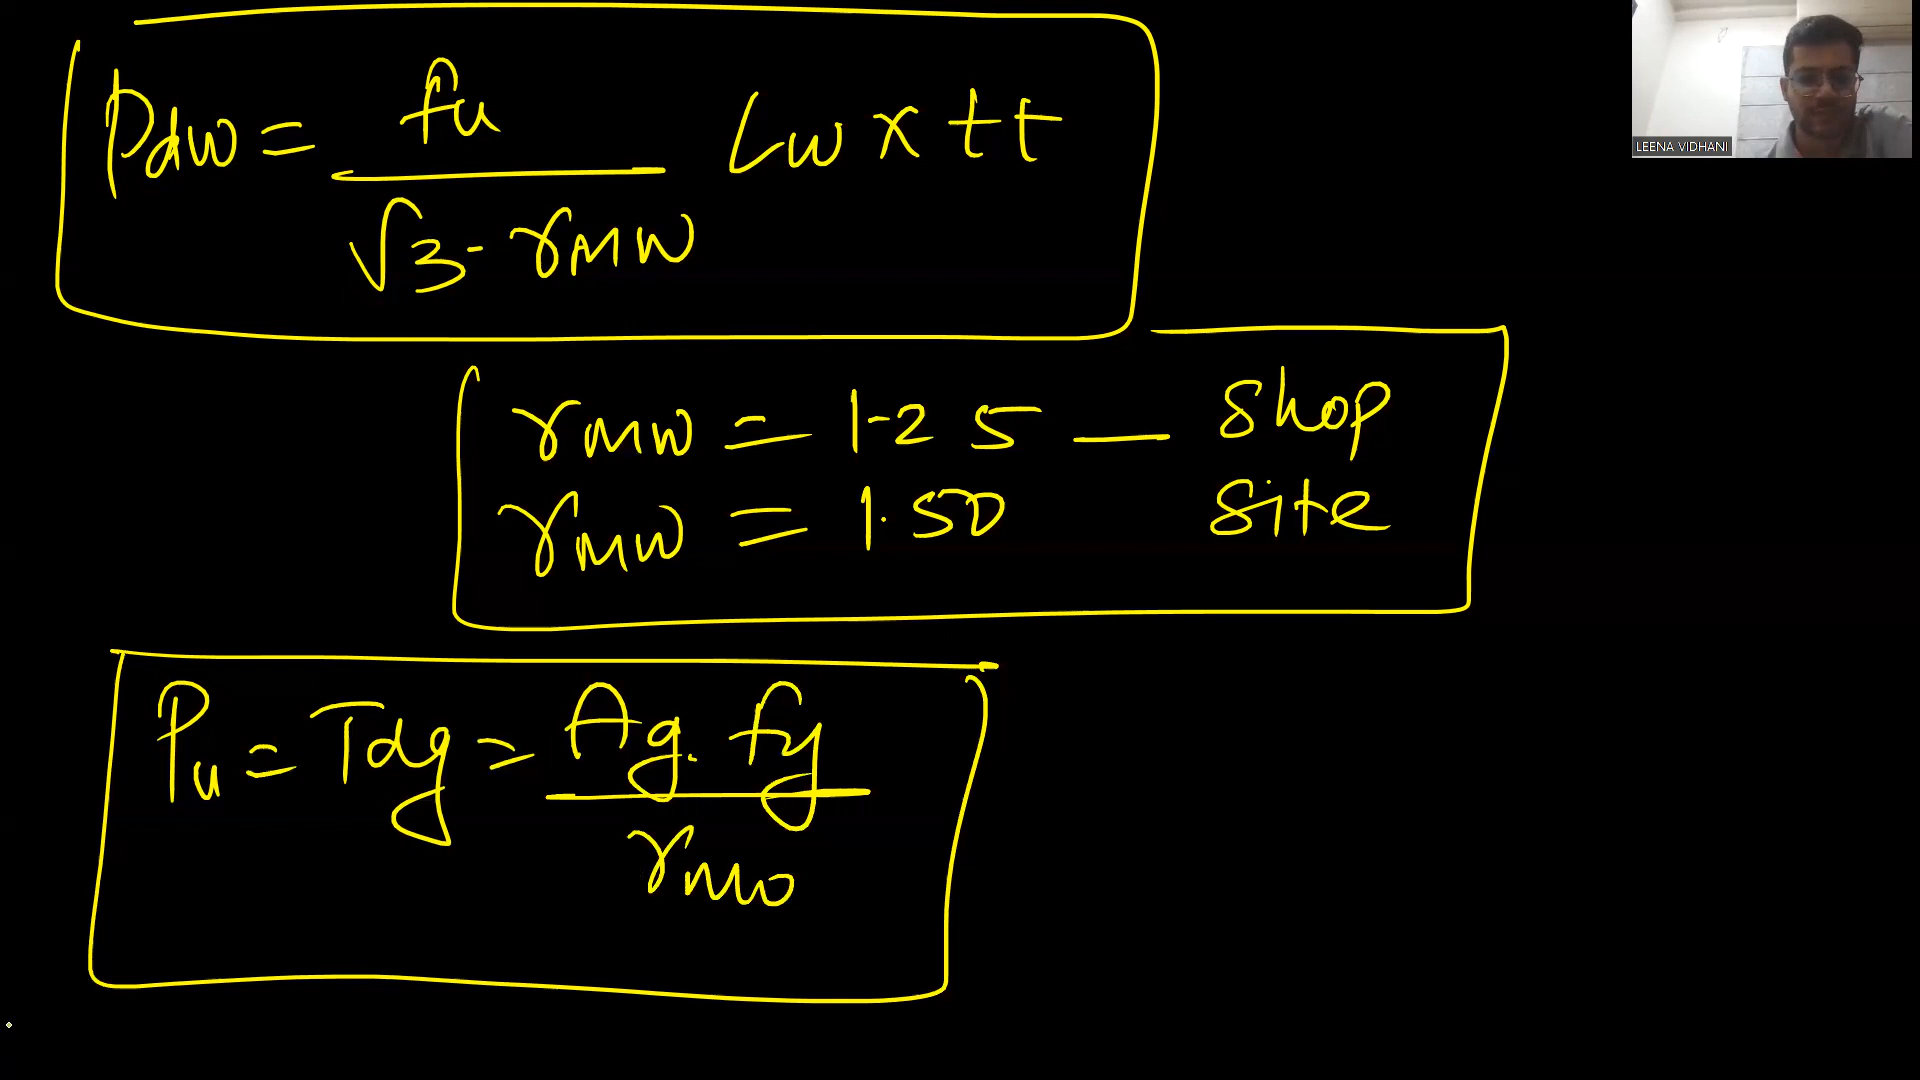 Pdw = fu / √3 · γmw Lw x tt
LEENA VIDHANI
γmw = 1.25 — shop
γmw = 1.50 site
Pu = Tdg = Ag. fy / γmo